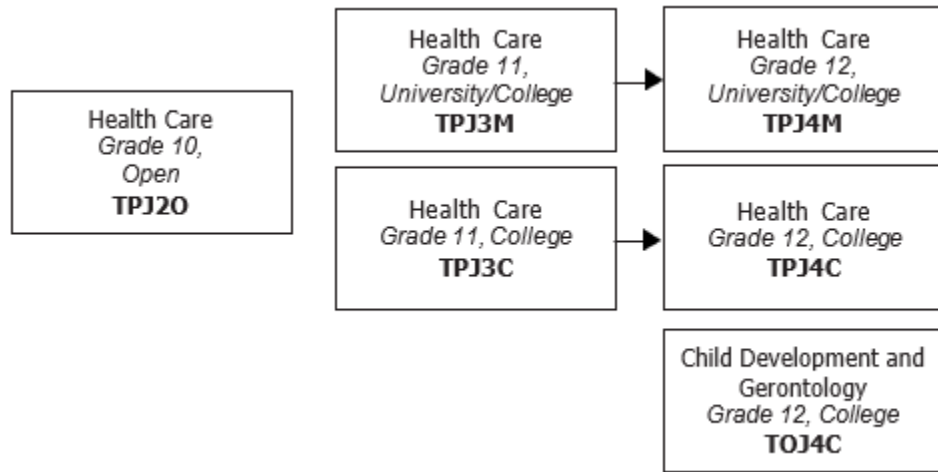 Health Care
Grade 10,
Open
TPJ2O
Health Care
Grade 11,
University/College
TPJ3M
Health Care
Grade 12,
University/College
TPJ4M
Health Care
Grade 11, College
TPJ3C
Health Care
Grade 12, College
TPJ4C
Child Development and
Gerontology
Grade 12, College
TOJ4C